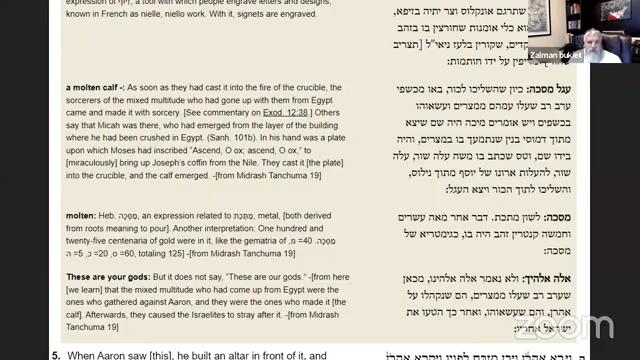 expression of זִיּוּף, a tool with which people engrave letters and designs,
known in French as nielle, niello work. With it, signets are engraved.
a molten calf -: As soon as they had cast it into the fire of the crucible, the
sorcerers of the mixed multitude who had gone up with them from Egypt
came and made it with sorcery. [See commentary on Exod. 12:38.] Others
say that Micah was there, who had emerged from the layer of the building
where he had been crushed in Egypt. (Sanh. 101b). In his hand was a plate
upon which Moses had inscribed “Ascend, O ox; ascend, O ox,” to
[miraculously] bring up Joseph’s coffin from the Nile. They cast it [the plate]
into the crucible, and the calf emerged. -[from Midrash Tanchuma 19]
molten: Heb. מַסֵּכָה, an expression related to מַתֶּכֶת, metal, [both derived
from roots meaning to pour]. Another interpretation: One hundred and
twenty-five centenaria of gold were in it, like the gematria of
מַסֵּכָה. 40= מ, 60= ס, 20= כ, 5= ה, totaling 125] -[from Midrash Tanchuma 19]
These are your gods: But it does not say, “These are our gods.” -[from here
[we learn] that the mixed multitude who had come up from Egypt were the
ones who gathered against Aaron, and they were the ones who made it [the
calf]. Afterwards, they caused the Israelites to stray after it. -[from Midrash
Tanchuma 19]
5. When Aaron saw [this], he built an altar in front of it, and
שתרגם אונקלוס וצר יתיה בזיפא,
כלי אומנות שחורצין בו בזהב
שקורין בלעז ניאי"ל
על ידו חותמות:
עגל מסכה: כיון שהשליכו לכור, באו מכשפי
ערב רב שעלו עמהם ממצרים ועשאוהו
בכשפים ויש אומרים מיכה היה שם שיצא
מתוך דמוסי בנין שנתמעך בו במצרים, והיה
בידו שם, וטס שכתב בו משה עלה שור, עלה
שור, להעלות ארונו של יוסף מתוך נילוס,
והשליכו לתוך הכור ויצא העגל:
מסכה: לשון מתכת. דבר אחר מאה עשרים
וחמשה קנטרין זהב היה בו, כגימטריא של
מסכה:
אלה אלהיך: ולא נאמר אלה אלהינו, מכאן
שערב רב שעלו ממצרים, הם שנקהלו על
אהרן, והם שעשאוהו, ואחר כך הטעו את
ישראל אחריו:
ה וירא אהרן ויבן מזבח לפניו ויקרא אהרן
Zalman bukiet
zoom